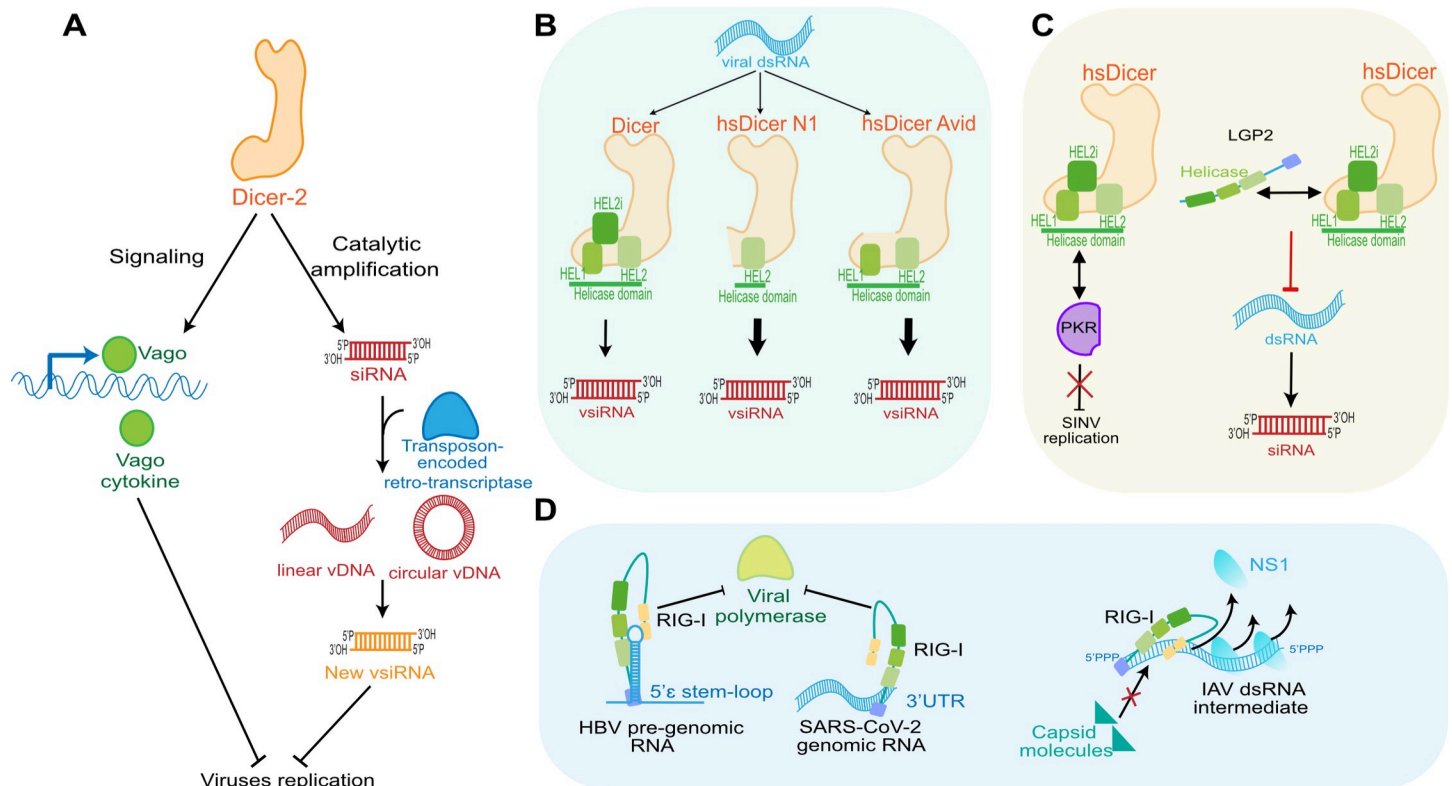 A
Dicer-2
Signaling
Catalytic
amplification
Vago
5'P
3'OH
3'OH
5'P
siRNA
Vago
cytokine
Transposon-
encoded
retro-transcriptase
linear vDNA
circular vDNA
5'P
3'OH
3'OH
5'P
New vsiRNA
Viruses replication
B
viral dsRNA
Dicer
hsDicer N1
hsDicer Avid
HEL2i
HEL1
HEL2
Helicase domain
HEL2
Helicase domain
HEL1
HEL2
Helicase domain
5'P
3'OH
3'OH
5'P
vsiRNA
5'P
3'OH
3'OH
5'P
vsiRNA
5'P
3'OH
3'OH
5'P
vsiRNA
C
hsDicer
HEL2i
HEL1
HEL2
Helicase domain
PKR
SINV
replication
LGP2
Helicase
hsDicer
HEL2i
HEL1
HEL2
Helicase domain
dsRNA
5'P
3'OH
3'OH
5'P
siRNA
D
RIG-I
Viral
polymerase
5'ε stem-loop
HBV pre-genomic
RNA
RIG-I
3'UTR
SARS-CoV-2
genomic RNA
NS1
RIG-I
5'PPP
5'PPP
IAV dsRNA
intermediate
Capsid
molecules